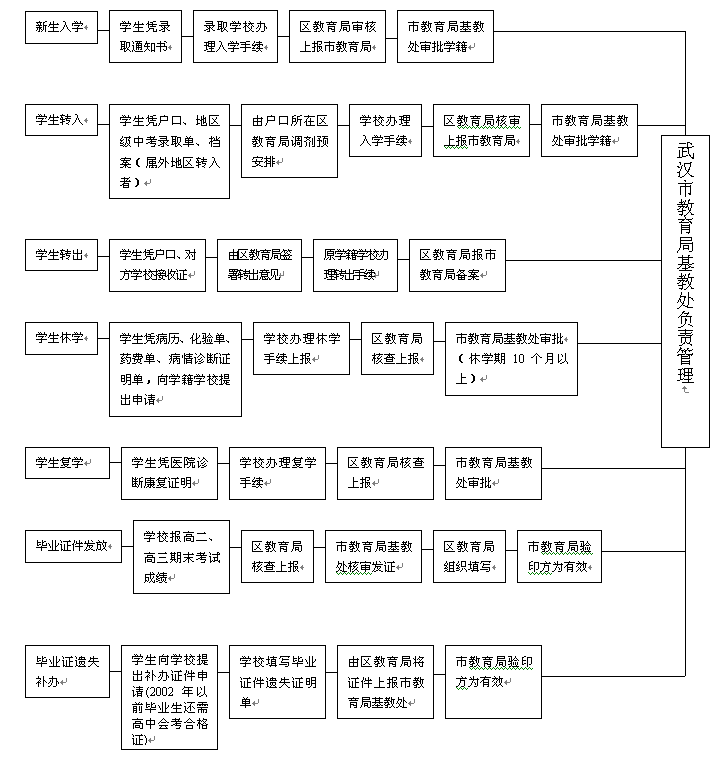 新生入学
学生凭录
取通知书
录取学校办
理入学手续
区教育局审核
上报市教育局
市教育局基教
处审批学籍
学生转入
学生凭户口、地区
级中考录取单、档
案（属外地区转入
者）
由户口所在区
教育局调剂预
安排
学校办理
入学手续
区教育局核审
上报市教育局
市教育局基教
处审批学籍
学生转出
学生凭户口、对
方学校接收证
由区教育局签
署转出意见
原学籍学校办
理转出手续
区教育局报市
教育局备案
学生休学
学生凭病历、化验单、
药费单、病情诊断证
明单，向学籍学校提
出申请
学校办理休学
手续上报
区教育局
核查上报
市教育局基教处审批
（休学期 10 个月以
上）
学生复学
学生凭医院诊
断康复证明
学校办理复学
手续
区教育局核查
上报
市教育局基教
处审批
毕业证件发放
学校报高二、
高三期末考试
成绩
区教育局
核查上报
市教育局基教
处核审发证
区教育局
组织填写
市教育局验
印方为有效
毕业证遗失
补办
学生向学校提
出补办证件申
请(2002 年以
前毕业生还需
高中会考合格
证)
学校填写毕业
证件遗失证明
单
由区教育局将
证件上报市教
育局基教处
市教育局验印
方为有效
武汉市教育局基教处负责管理